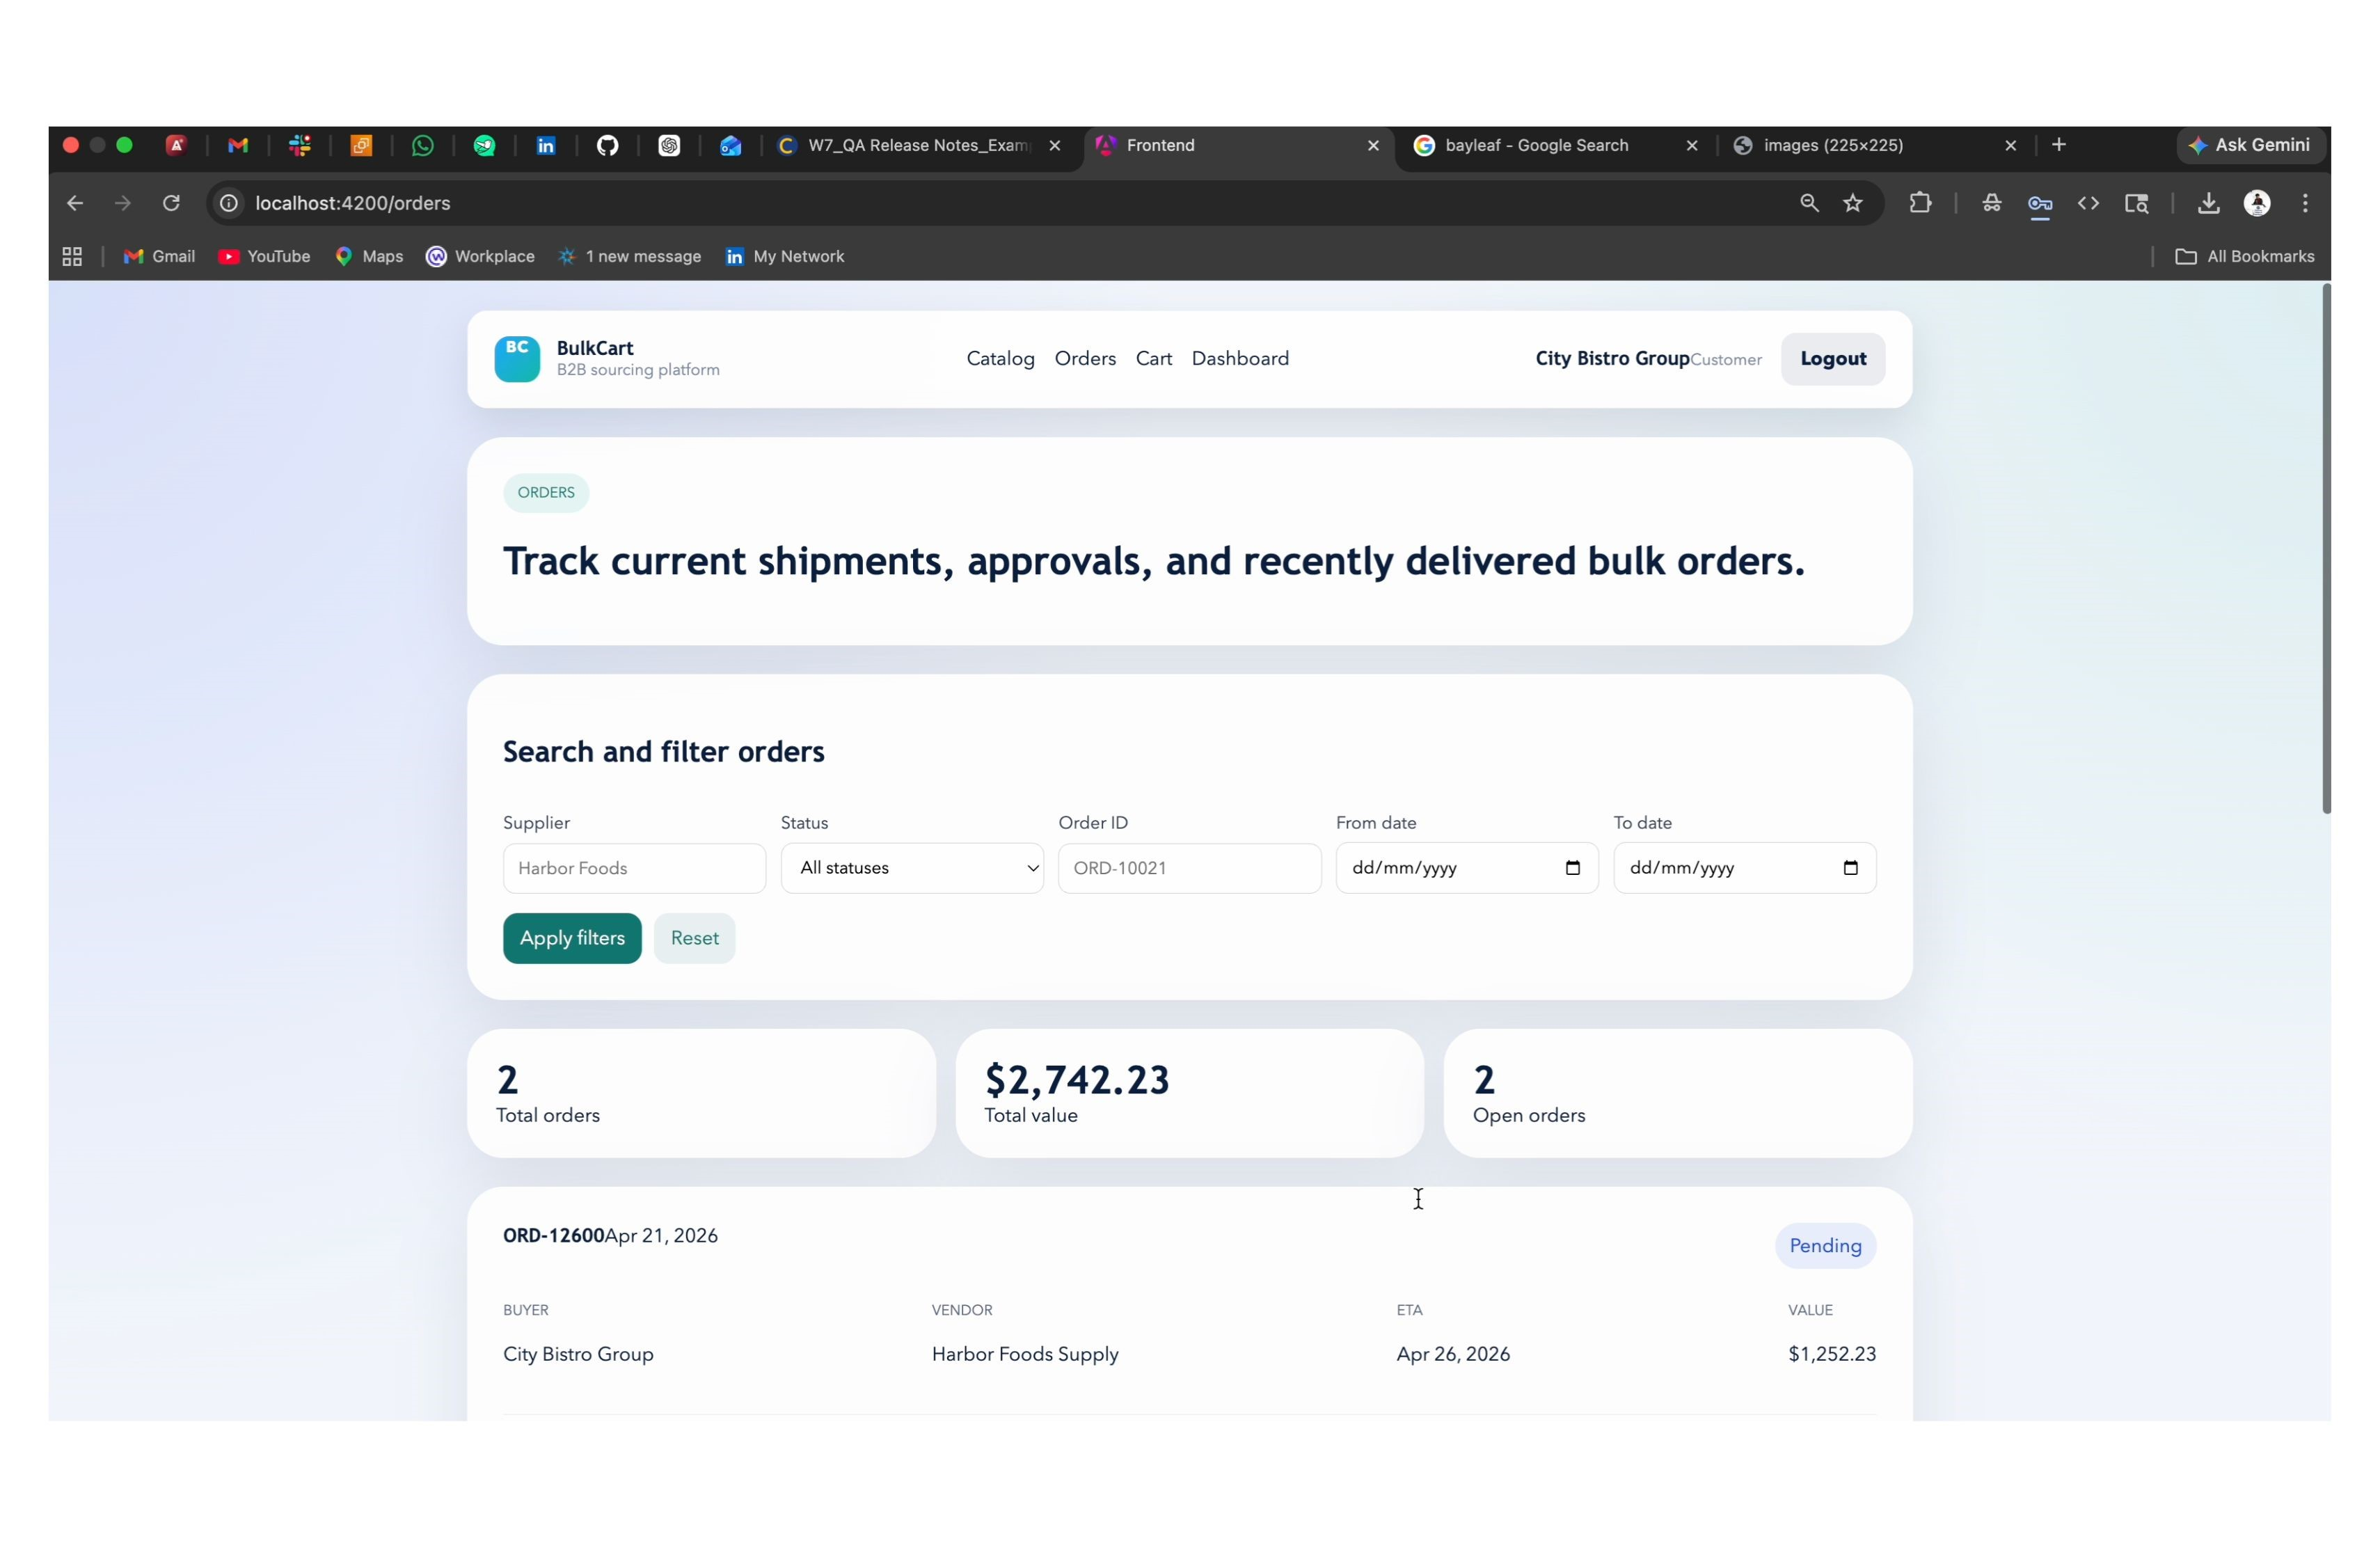 W7_QA Release Notes_Exam
Frontend
bayleaf - Google Search
images (225×225)
Ask Gemini
localhost:4200/orders
Gmail
YouTube
Maps
Workplace
1 new message
My Network
All Bookmarks
BC
BulkCart
B2B sourcing platform
Catalog Orders Cart Dashboard
City Bistro GroupCustomer
Logout
ORDERS
Track current shipments, approvals, and recently delivered bulk orders.
Search and filter orders
Supplier Status Order ID From date To date
Harbor Foods All statuses ORD-10021 dd/mm/yyyy dd/mm/yyyy
Apply filters Reset
2
Total orders
$2,742.23
Total value
2
Open orders
ORD-12600Apr 21, 2026
Pending
BUYER VENDOR ETA VALUE
City Bistro Group Harbor Foods Supply Apr 26, 2026 $1,252.23